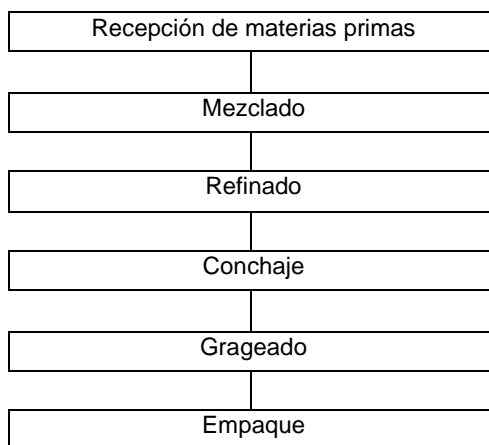 Recepción de materias primas
Mezclado
Refinado
Conchaje
Grageado
Empaque